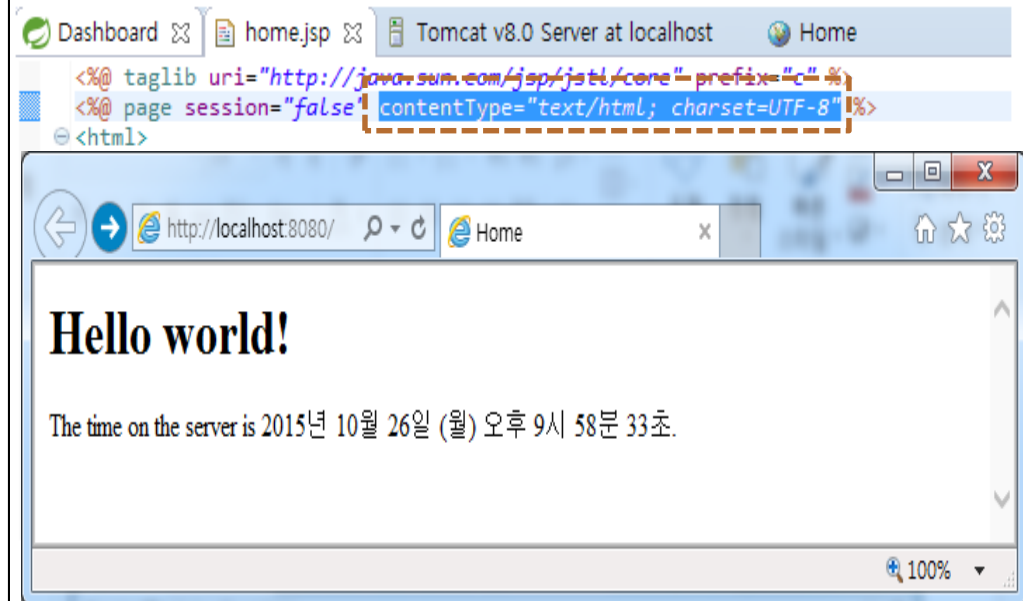 Dashboard home.jsp Tomcat v8.0 Server at localhost Home
<%@ taglib uri="http://java.sun.com/jsp/jstl/core" prefix="c" %>
<%@ page session="false" contentType="text/html; charset=UTF-8" %>
<html>
http://localhost:8080/ Home
Hello world!
The time on the server is 2015년 10월 26일 (월) 오후 9시 58분 33초.
100%